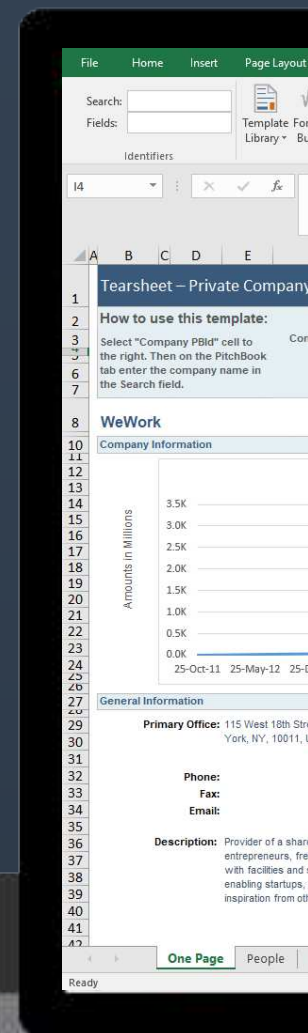 File Home Insert Page Layout
Search:
Fields:
Template
Library
Identifiers
I4 fx
A B C D E
1 Tearsheet – Private Company
2 How to use this template:
3 Select "Company PBId" cell to
the right. Then on the PitchBook
6 tab enter the company name in
7 the Search field.
8 WeWork
10 Company Information
11
12
13
14 3.5K
15
16 3.0K
17 2.5K
18 2.0K
19 1.5K
20
21 1.0K
22 0.5K
23 0.0K
Amounts in Millions
24 25-Oct-11 25-May-12
25
26
27 General Information
28
29 Primary Office: 115 West 18th
30 York, NY, 10011,
31
32 Phone:
33 Fax:
34 Email:
35
36 Description: Provider of a
37 entrepreneurs,
38 with facilities and
39 enabling startups,
40 inspiration from
41
42
One Page People
Ready